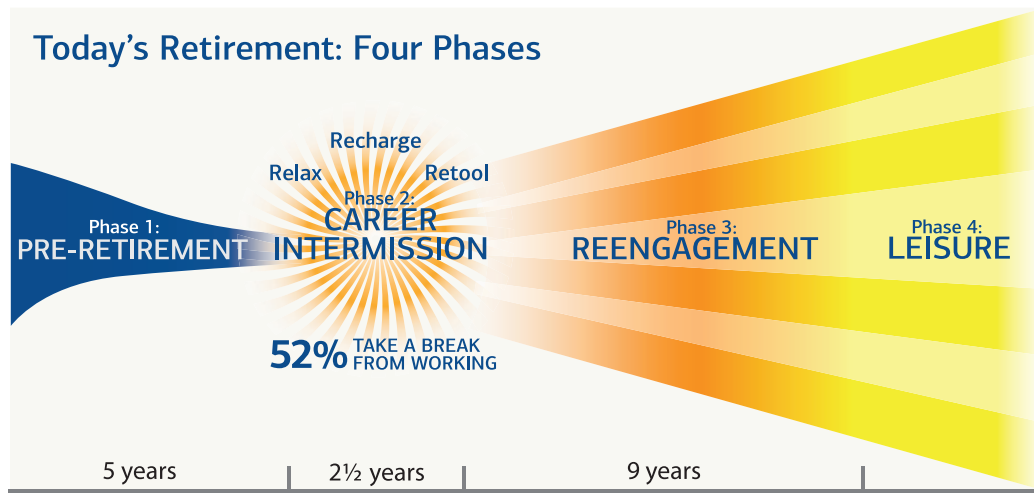 Today's Retirement: Four Phases
Phase 1:
PRE-RETIREMENT
Relax
Recharge
Retool
Phase 2:
CAREER
INTERMISSION
52% TAKE A BREAK
FROM WORKING
Phase 3:
REENGAGEMENT
Phase 4:
LEISURE
5 years
2½ years
9 years